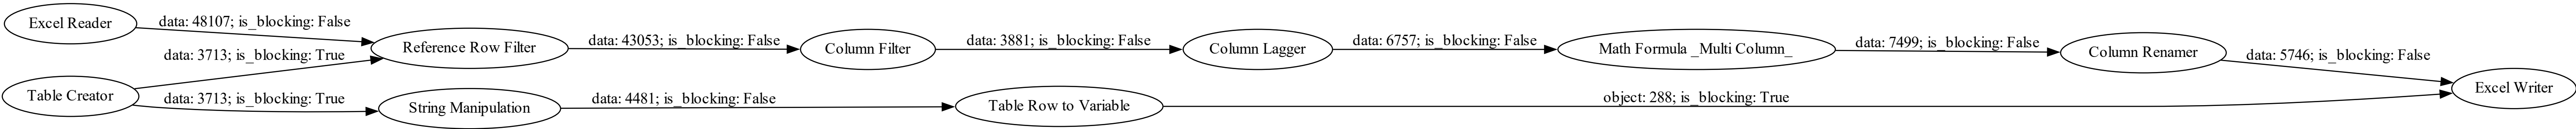 Excel Reader
data: 48107; is_blocking: False
Reference Row Filter
data: 43053; is_blocking: False
Column Filter
data: 3881; is_blocking: False
Column Lagger
data: 6757; is_blocking: False
Math Formula _Multi Column_
data: 7499; is_blocking: False
Column Renamer
data: 5746; is_blocking: False
data: 3713; is_blocking: True
Table Creator
data: 3713; is_blocking: True
String Manipulation
data: 4481; is_blocking: False
Table Row to Variable
object: 288; is_blocking: True
Excel Writer